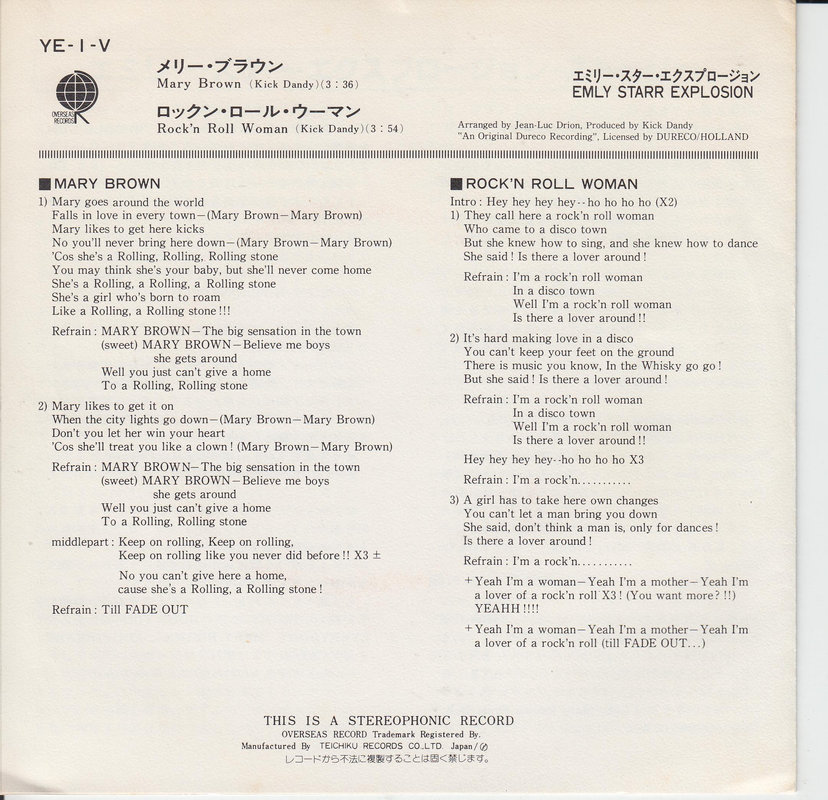 YE-1-V
OVERSEAS
RECORDS
メリー・ブラウン
Mary Brown (Kick Dandy)(3：36)
ロックン・ロール・ウーマン
Rock'n Roll Woman (Kick Dandy)(3：54)
エミリー・スター・エクスプロージョン
EMLY STARR EXPLOSION
Arranged by Jean-Luc Drion, Produced by Kick Dandy
"An Original Dureco Recording". Licensed by DURECO/HOLLAND
■MARY BROWN
1) Mary goes around the world
Falls in love in every town—(Mary Brown—Mary Brown)
Mary likes to get here kicks
No you'll never bring here down—(Mary Brown—Mary Brown)
'Cos she's a Rolling, Rolling, Rolling stone
You may think she's your baby, but she'll never come home
She's a Rolling, a Rolling, a Rolling stone
She's a girl who's born to roam
Like a Rolling, a Rolling stone!!!
Refrain : MARY BROWN—The big sensation in the town
(sweet) MARY BROWN—Believe me boys
she gets around
Well you just can't give a home
To a Rolling, Rolling stone
2) Mary likes to get it on
When the city lights go down—(Mary Brown—Mary Brown)
Don't you let her win your heart
'Cos she'll treat you like a clown! (Mary Brown—Mary Brown)
Refrain : MARY BROWN—The big sensation in the town
(sweet) MARY BROWN—Believe me boys
she gets around
Well you just can't give a home
To a Rolling, Rolling stone
middlepart : Keep on rolling, Keep on rolling,
Keep on rolling like you never did before!! X3 ±
No you can't give here a home,
cause she's a Rolling, a Rolling stone!
Refrain : Till FADE OUT
■ROCK'N ROLL WOMAN
Intro : Hey hey hey hey--ho ho ho ho (X2)
1) They call here a rock'n roll woman
Who came to a disco town
But she knew how to sing, and she knew how to dance
She said! Is there a lover around!
Refrain : I'm a rock'n roll woman
In a disco town
Well I'm a rock'n roll woman
Is there a lover around!!
2) It's hard making love in a disco
You can't keep your feet on the ground
There is music you know, In the Whisky go go!
But she said! Is there a lover around!
Refrain : I'm a rock'n roll woman
In a disco town
Well I'm a rock'n roll woman
Is there a lover around!!
Hey hey hey hey--ho ho ho ho X3
Refrain : I'm a rock'n...........
3) A girl has to take here own changes
You can't let a man bring you down
She said, don't think a man is, only for dances!
Is there a lover around!
Refrain : I'm a rock'n...........
+Yeah I'm a woman—Yeah I'm a mother—Yeah I'm
a lover of a rock'n roll X3! (You want more?!!)
YEAHH!!!!
+Yeah I'm a woman—Yeah I'm a mother—Yeah I'm
a lover of a rock'n roll (till FADE OUT...)
THIS IS A STEREOPHONIC RECORD
OVERSEAS RECORD Trademark Registered By.
Manufactured By TEICHIKU RECORDS CO.,LTD. Japan/Ⓟ
レコードから不法に複製することは固く禁じます。